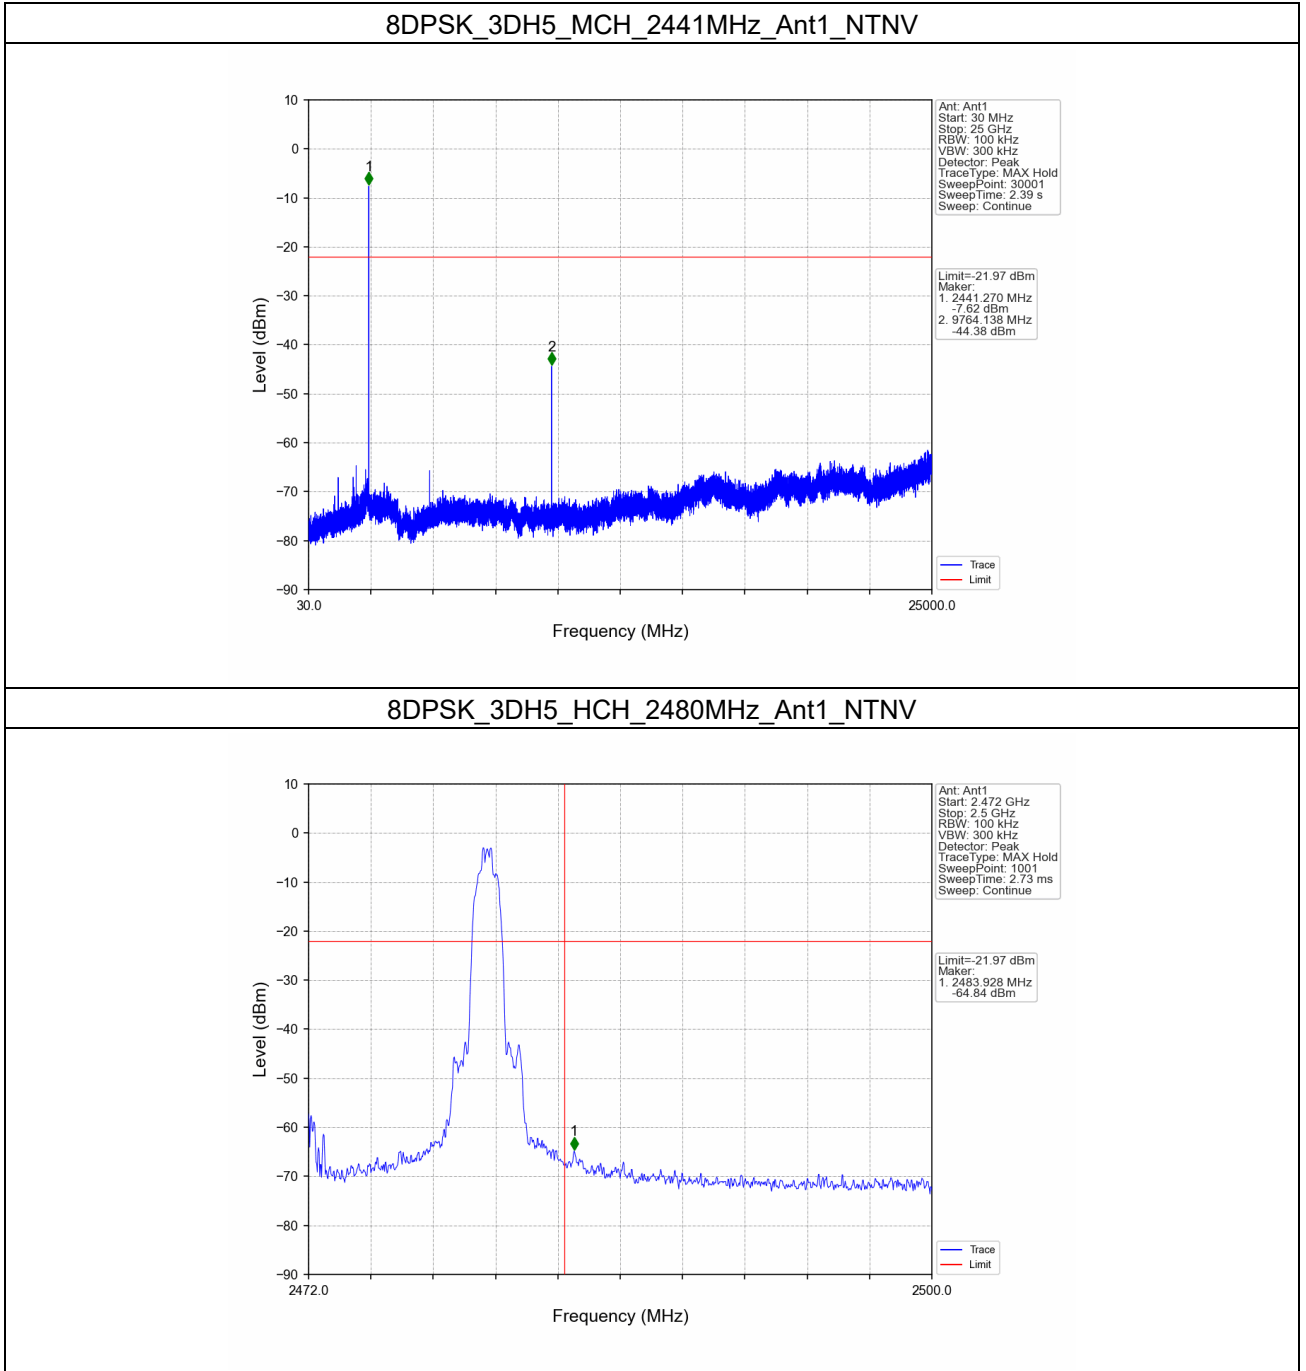 8DPSK_3DH5_MCH_2441MHz_Ant1_NTNV
10
0
−10
−20
−30
−40
−50
−60
−70
−80
−90
Level (dBm)
1
2
30.0
25000.0
Frequency (MHz)
Ant: Ant1
Start: 30 MHz
Stop: 25 GHz
RBW: 100 kHz
VBW: 300 kHz
Detector: Peak
TraceType: MAX Hold
SweepPoint: 30001
SweepTime: 2.39 s
Sweep: Continue
Limit=-21.97 dBm
Maker:
1. 2441.270 MHz
-7.62 dBm
2. 9764.138 MHz
-44.38 dBm
Trace
Limit
8DPSK_3DH5_HCH_2480MHz_Ant1_NTNV
10
0
−10
−20
−30
−40
−50
−60
−70
−80
−90
Level (dBm)
1
2472.0
2500.0
Frequency (MHz)
Ant: Ant1
Start: 2.472 GHz
Stop: 2.5 GHz
RBW: 100 kHz
VBW: 300 kHz
Detector: Peak
TraceType: MAX Hold
SweepPoint: 1001
SweepTime: 2.73 ms
Sweep: Continue
Limit=-21.97 dBm
Maker:
1. 2483.928 MHz
-64.84 dBm
Trace
Limit